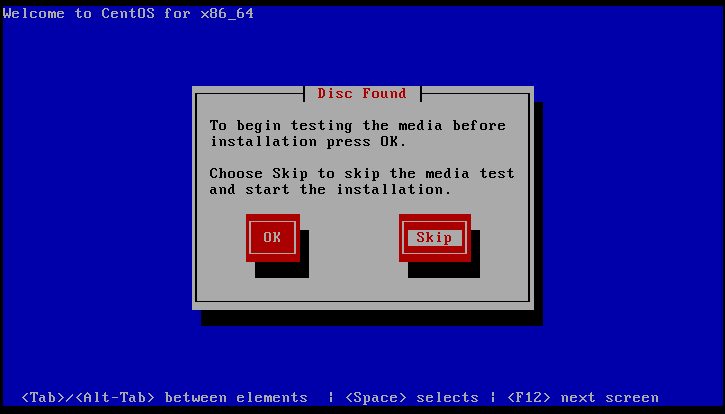 Welcome to CentOS for x86_64
Disc Found
To begin testing the media before
installation press OK.
Choose Skip to skip the media test
and start the installation.
OK Skip
<Tab>/<Alt-Tab> between elements | <Space> selects | <F12> next screen